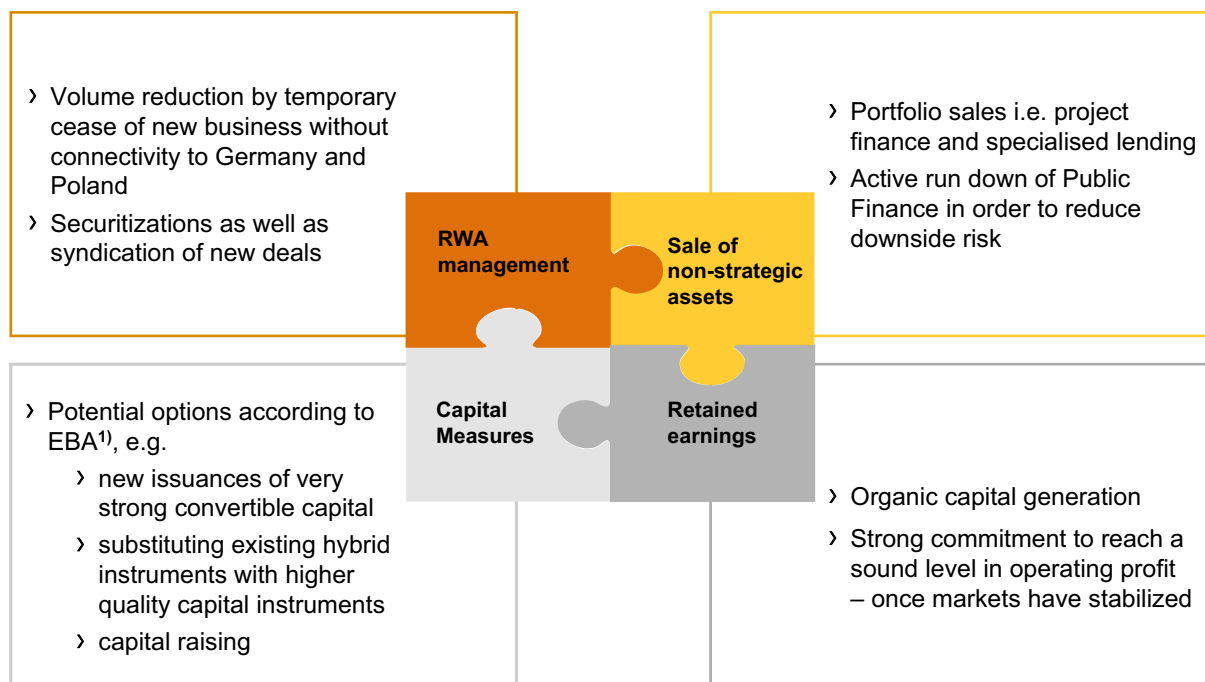 › Volume reduction by temporary
cease of new business without
connectivity to Germany and
Poland
› Securitizations as well as
syndication of new deals
› Portfolio sales i.e. project
finance and specialised lending
› Active run down of Public
Finance in order to reduce
downside risk
RWA
management
Sale of
non-strategic
assets
Capital
Measures
Retained
earnings
› Potential options according to
EBA¹⁾, e.g.
› new issuances of very
strong convertible capital
› substituting existing hybrid
instruments with higher
quality capital instruments
› capital raising
› Organic capital generation
› Strong commitment to reach a
sound level in operating profit
– once markets have stabilized